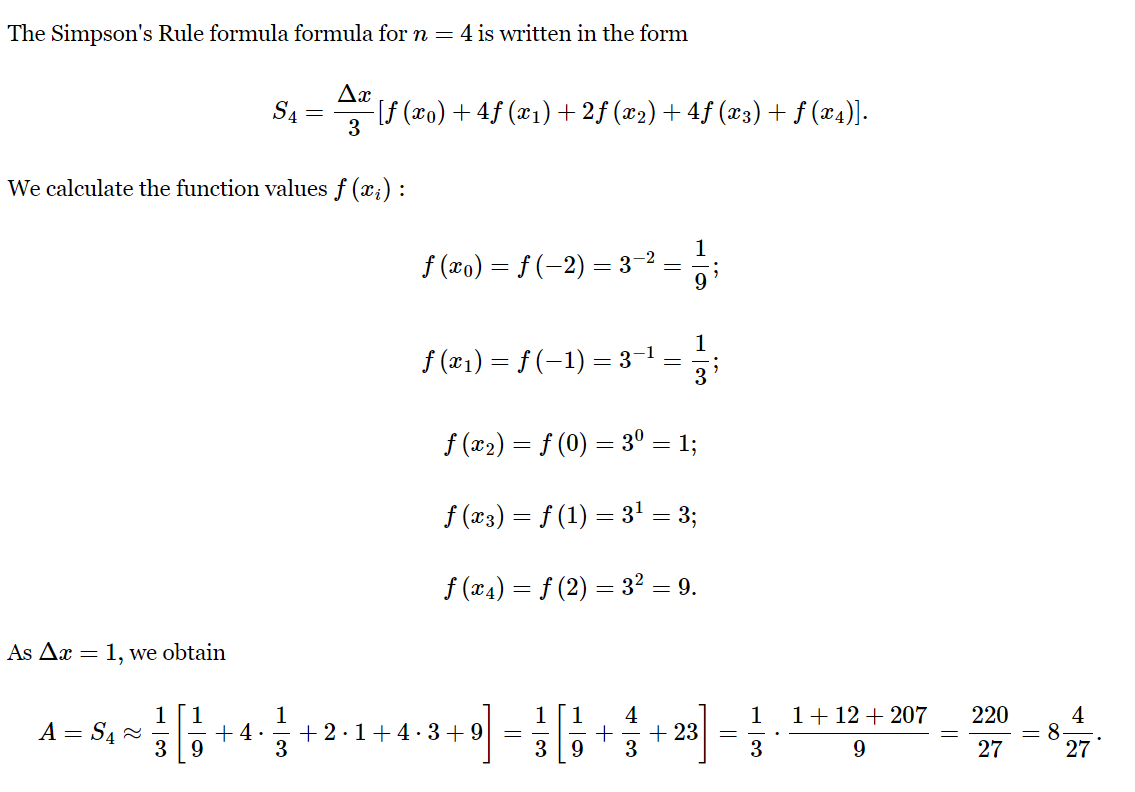 The Simpson's Rule formula formula for n = 4 is written in the form
S₄ = Δx/3 [f (x₀) + 4f (x₁) + 2f (x₂) + 4f (x₃) + f (x₄)].
We calculate the function values f (xᵢ) :
f (x₀) = f (−2) = 3⁻² = 1/9;
f (x₁) = f (−1) = 3⁻¹ = 1/3;
f (x₂) = f (0) = 3⁰ = 1;
f (x₃) = f (1) = 3¹ = 3;
f (x₄) = f (2) = 3² = 9.
As Δx = 1, we obtain
A = S₄ ≈ 1/3 [1/9 + 4 · 1/3 + 2 · 1 + 4 · 3 + 9] = 1/3 [1/9 + 4/3 + 23] = 1/3 · (1 + 12 + 207)/9 = 220/27 = 8 4/27.